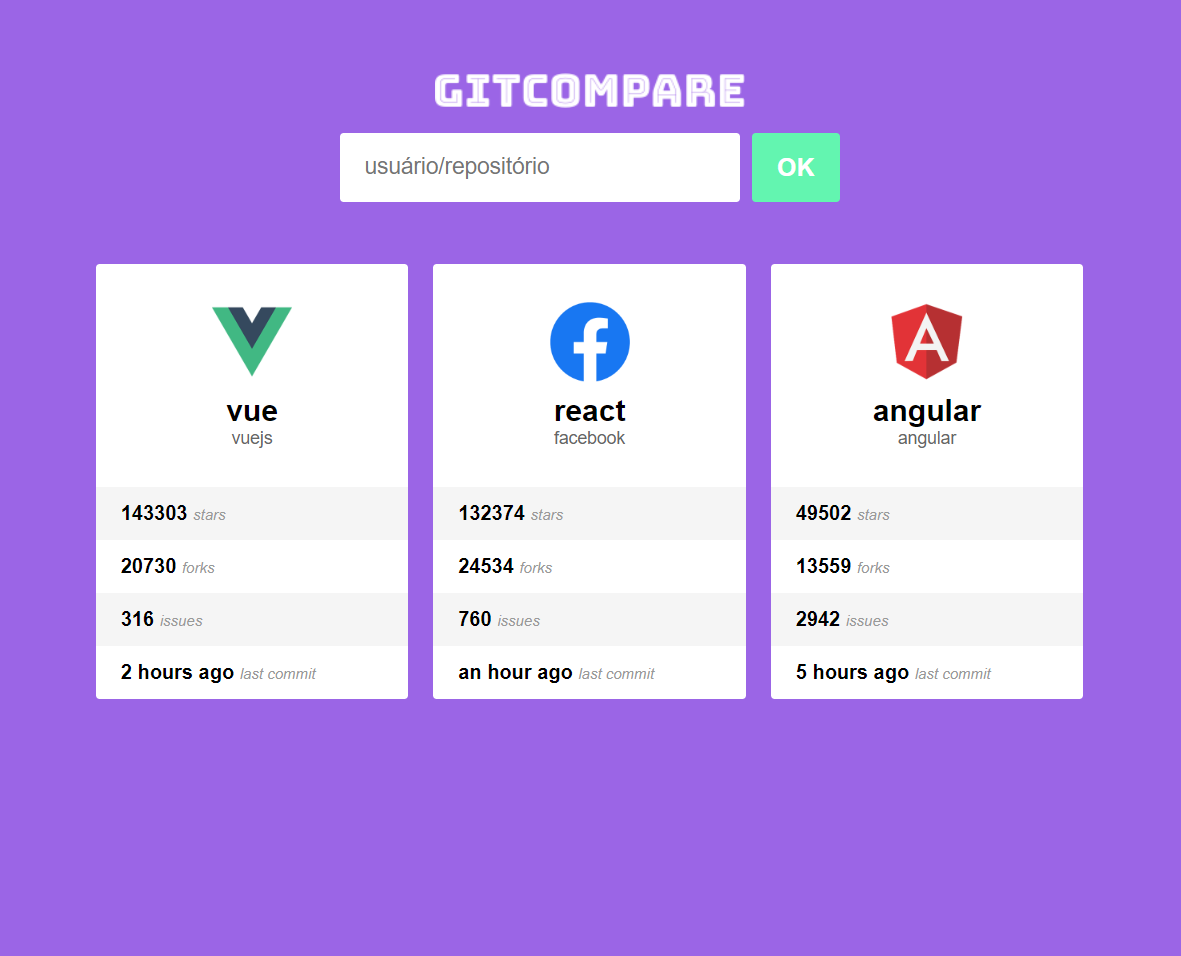 GITCOMPARE
usuário/repositório
OK
vue
vuejs
143303 stars
20730 forks
316 issues
2 hours ago last commit
react
facebook
132374 stars
24534 forks
760 issues
an hour ago last commit
angular
angular
49502 stars
13559 forks
2942 issues
5 hours ago last commit